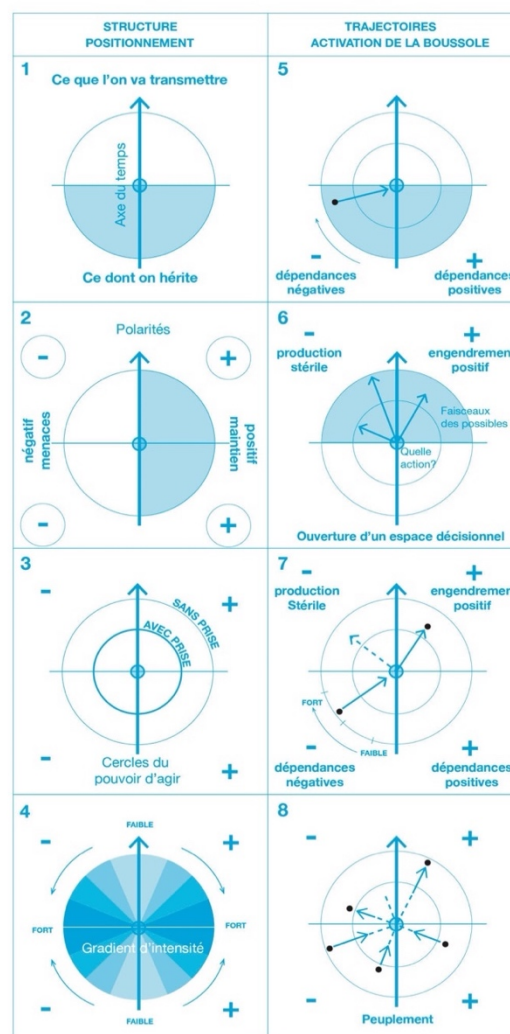 STRUCTURE
POSITIONNEMENT
TRAJECTOIRES
ACTIVATION DE LA BOUSSOLE
1
Ce que l'on va transmettre
Axe du temps
Ce dont on hérite
5
-
+
dépendances
négatives
dépendances
positives
2
Polarités
-
+
négatif
menaces
positif
maintien
-
+
6
-
+
production
stérile
engendrement
positif
Faisceaux
des possibles
Quelle
action?
Ouverture d'un espace décisionnel
3
-
+
SANS PRISE
AVEC PRISE
-
+
Cercles du
pouvoir d'agir
7
-
+
production
Stérile
engendrement
positif
FORT
FAIBLE
-
+
dépendances
négatives
dépendances
positives
4
FAIBLE
-
+
FORT
FORT
Gradient d'intensité
-
+
FAIBLE
8
-
+
-
+
Peuplement